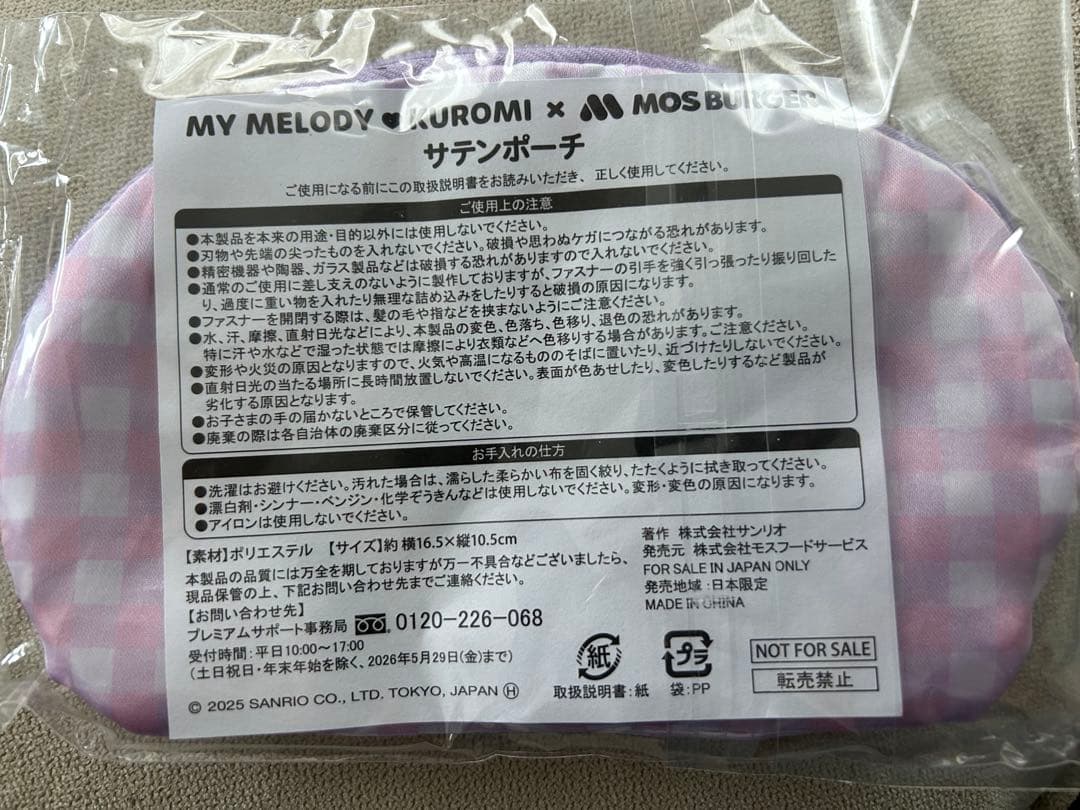 MY MELODY ♥ KUROMI × MOS BURGER
サテンポーチ
ご使用になる前にこの取扱説明書をお読みいただき、正しく使用してください。
ご使用上の注意
●本製品を本来の用途・目的以外には使用しないでください。
●刃物や先端の尖ったものを入れないでください。破損や思わぬケガにつながる恐れがあります。
●精密機器や陶器、ガラス製品などは破損する恐れがありますので入れないでください。
●通常のご使用に差し支えのないように製作しておりますが、ファスナーの引手を強く引っ張ったり振り回した
り、過度に重い物を入れたり無理な詰め込みをしたりすると破損の原因になります。
●ファスナーを開閉する際は、髪の毛や指などを挟まないようにご注意ください。
●水、汗、摩擦、直射日光などにより、本製品の変色、色落ち、色移り、退色の恐れがあります。
特に汗や水などで湿った状態では摩擦により衣類などへ色移りする場合があります。ご注意ください。
●変形や火災の原因となりますので、火気や高温になるもののそばに置いたり、近づけたりしないでください。
●直射日光の当たる場所に長時間放置しないでください。表面が色あせしたり、変色したりするなど製品が
劣化する原因となります。
●お子さまの手の届かないところで保管してください。
●廃棄の際は各自治体の廃棄区分に従ってください。
お手入れの仕方
●洗濯はお避けください。汚れた場合は、濡らした柔らかい布を固く絞り、たたくように拭き取ってください。
●漂白剤・シンナー・ベンジン・化学ぞうきんなどは使用しないでください。変形・変色の原因になります。
●アイロンは使用しないでください。
【素材】ポリエステル 【サイズ】約 横16.5×縦10.5cm
本製品の品質には万全を期しておりますが万一不具合などございましたら、
現品保管の上、下記お問い合わせ先までご連絡ください。
【お問い合わせ先】
プレミアムサポート事務局 0120-226-068
受付時間：平日10:00～17:00
(土日祝日・年末年始を除く、2026年5月29日(金)まで)
© 2025 SANRIO CO., LTD. TOKYO, JAPAN Ⓗ
著作 株式会社サンリオ
発売元 株式会社モスフードサービス
FOR SALE IN JAPAN ONLY
発売地域：日本限定
MADE IN CHINA
紙
取扱説明書：紙
プラ
袋：PP
NOT FOR SALE
転売禁止